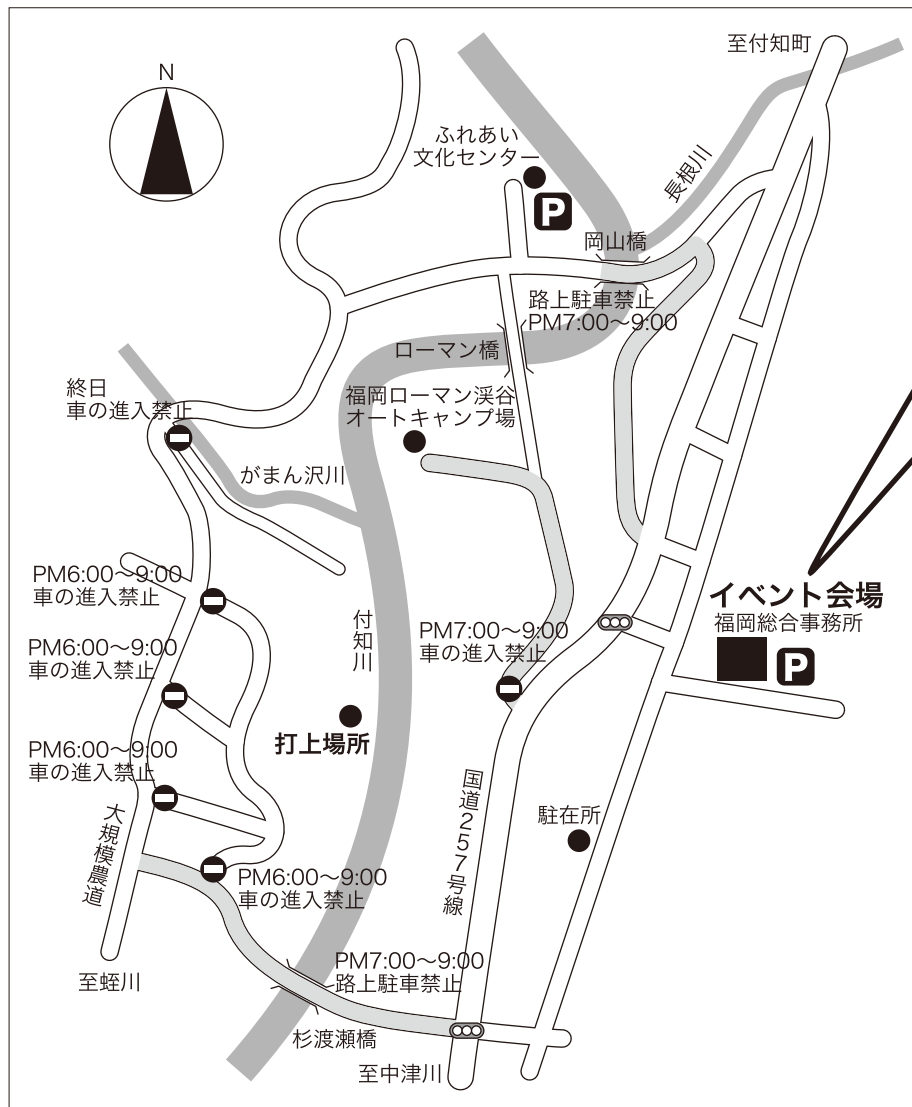 至付知町
N
ふれあい
文化センター
P
長根川
岡山橋
路上駐車禁止
PM7:00〜9:00
ローマン橋
終日
車の進入禁止
福岡ローマン渓谷
オートキャンプ場
がまん沢川
PM6:00〜9:00
車の進入禁止
イベント会場
福岡総合事務所
P
付知川
PM7:00〜9:00
車の進入禁止
PM6:00〜9:00
車の進入禁止
打上場所
PM6:00〜9:00
車の進入禁止
国道257号線
駐在所
大規模農道
PM6:00〜9:00
車の進入禁止
PM7:00〜9:00
路上駐車禁止
至蛭川
杉渡瀬橋
至中津川